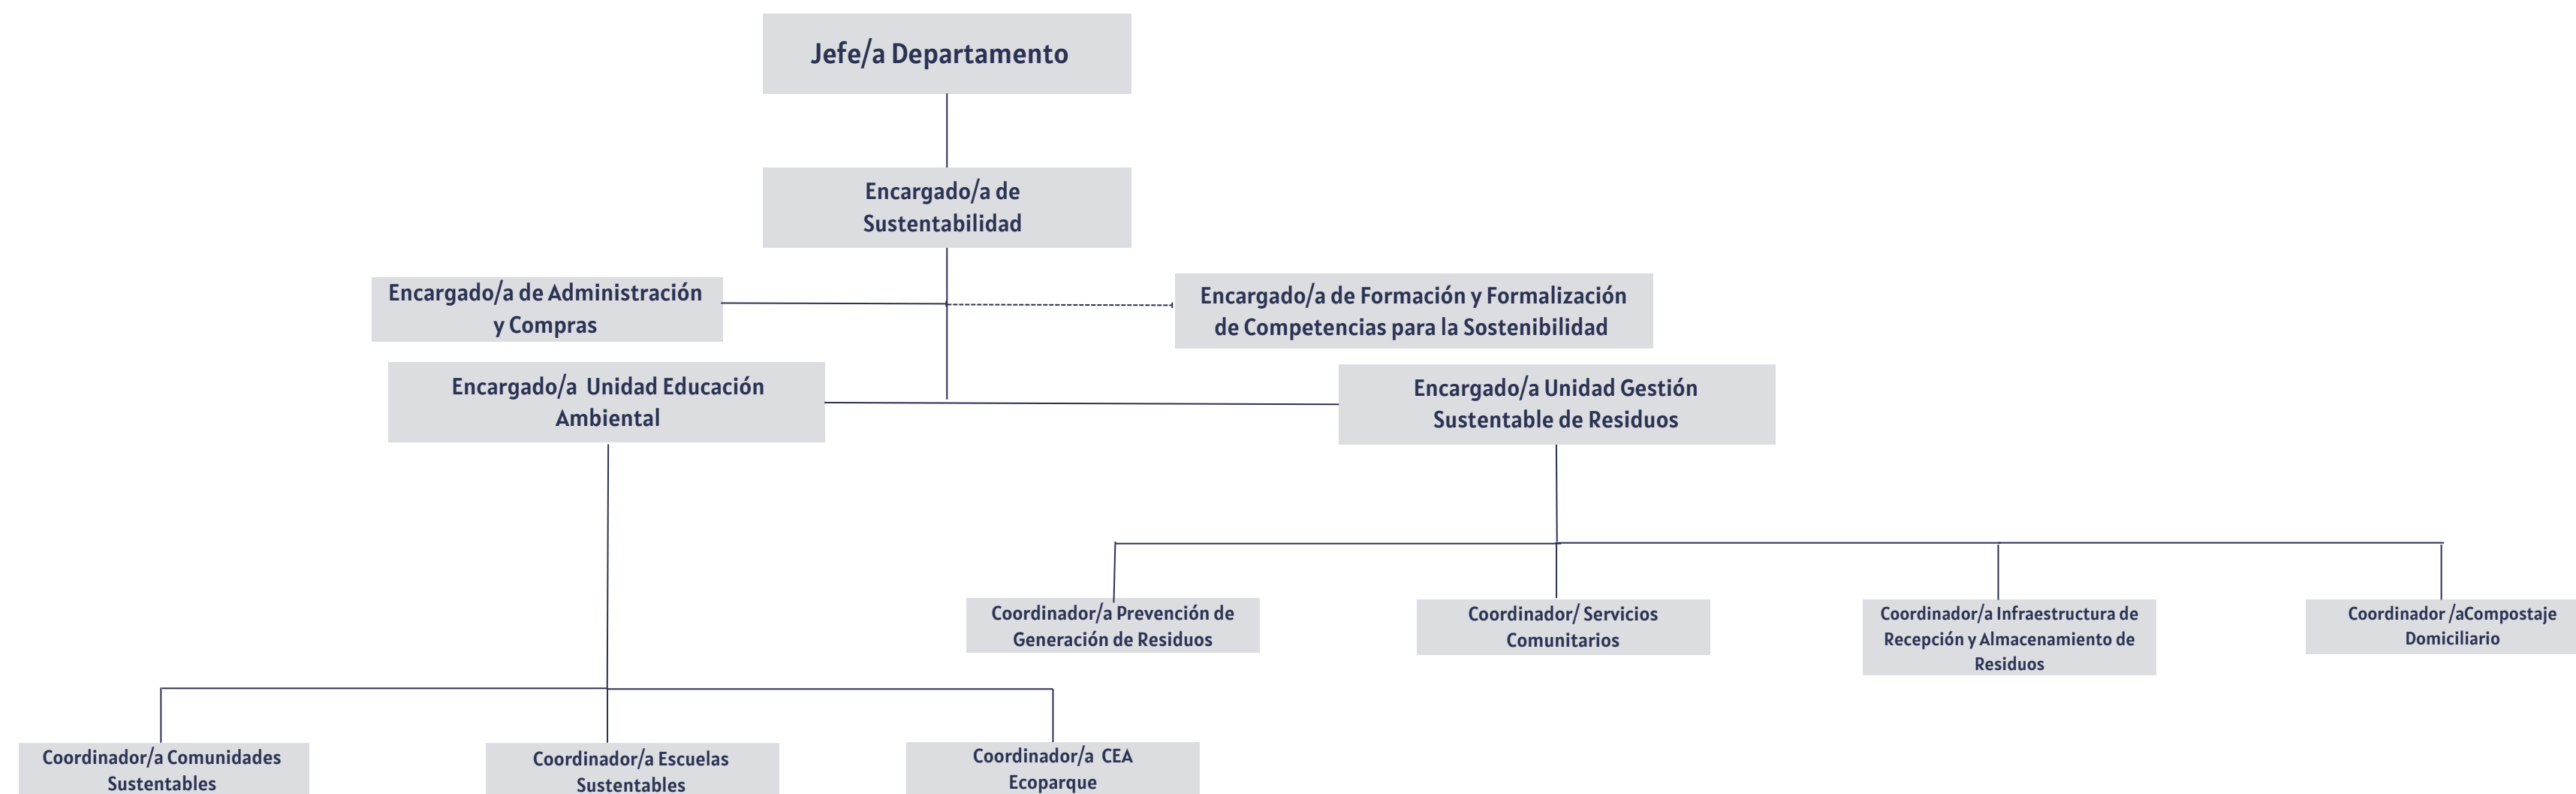 Jefe/a Departamento
Encargado/a de
Sustentabilidad
Encargado/a de Administración
y Compras
Encargado/a de Formación y Formalización
de Competencias para la Sostenibilidad
Encargado/a Unidad Educación
Ambiental
Encargado/a Unidad Gestión
Sustentable de Residuos
Coordinador/a Prevención de
Generación de Residuos
Coordinador/ Servicios
Comunitarios
Coordinador/a Infraestructura de
Recepción y Almacenamiento de
Residuos
Coordinador /aCompostaje
Domiciliario
Coordinador/a Comunidades
Sustentables
Coordinador/a Escuelas
Sustentables
Coordinador/a CEA
Ecoparque